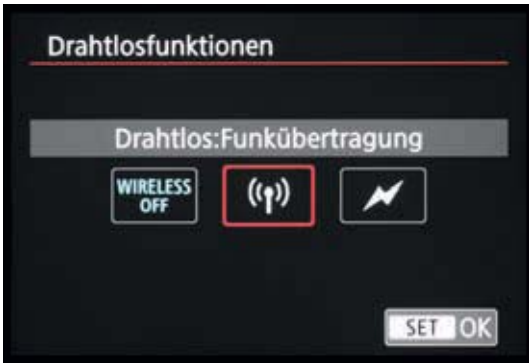 Drahtlosfunktionen
Drahtlos:Funkübertragung
WIRELESS
OFF
SET OK